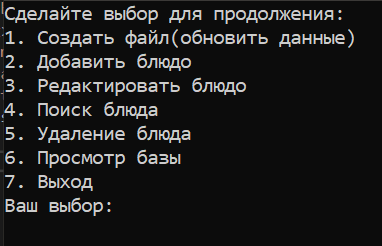 Сделайте выбор для продолжения:
1. Создать файл(обновить данные)
2. Добавить блюдо
3. Редактировать блюдо
4. Поиск блюда
5. Удаление блюда
6. Просмотр базы
7. Выход
Ваш выбор: